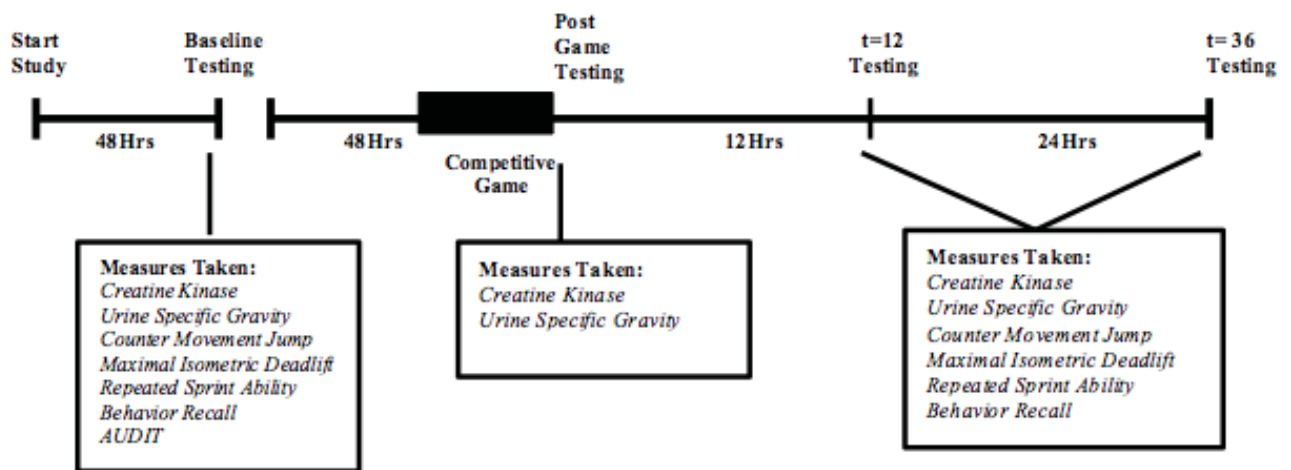 Start
Study
Baseline
Testing
Post
Game
Testing
t=12
Testing
t= 36
Testing
48Hrs
48Hrs
12Hrs
24Hrs
Competitive
Game
Measures Taken:
Creatine Kinase
Urine Specific Gravity
Counter Movement Jump
Maximal Isometric Deadlift
Repeated Sprint Ability
Behavior Recall
AUDIT
Measures Taken:
Creatine Kinase
Urine Specific Gravity
Measures Taken:
Creatine Kinase
Urine Specific Gravity
Counter Movement Jump
Maximal Isometric Deadlift
Repeated Sprint Ability
Behavior Recall